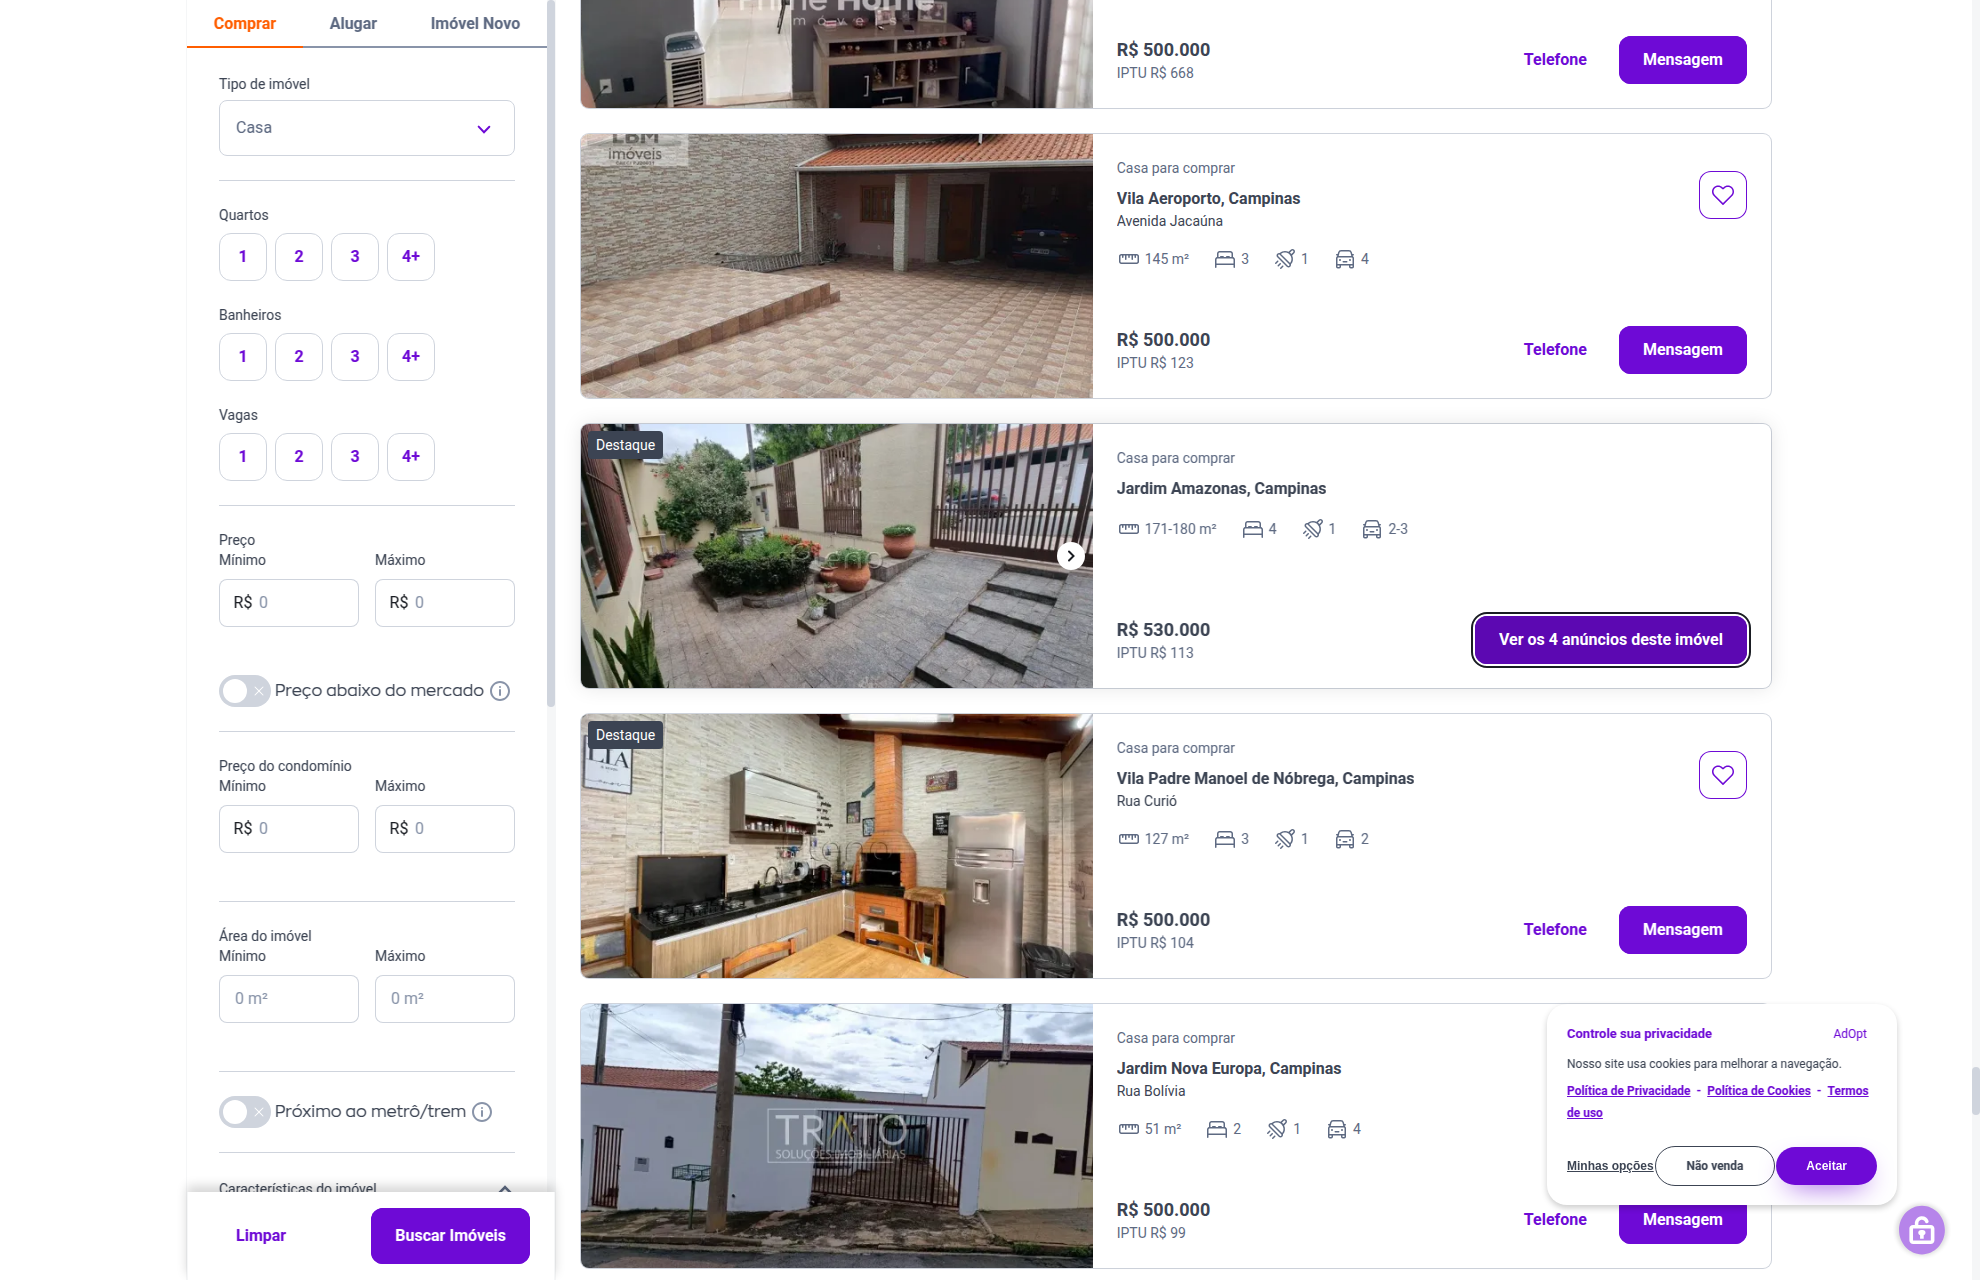 Comprar
Alugar
Imóvel Novo
Tipo de imóvel
Casa
Quartos
1
2
3
4+
Banheiros
1
2
3
4+
Vagas
1
2
3
4+
Preço
Mínimo
Máximo
R$ 0
R$ 0
Preço abaixo do mercado
Preço do condomínio
Mínimo
Máximo
R$ 0
R$ 0
Área do imóvel
Mínimo
Máximo
0 m²
0 m²
Próximo ao metrô/trem
Características do imóvel
Limpar
Buscar Imóveis
Prime Home
imóveis
R$ 500.000
IPTU R$ 668
Telefone
Mensagem
LBM
imóveis
Casa para comprar
Vila Aeroporto, Campinas
Avenida Jacaúna
145 m²
3
1
4
R$ 500.000
IPTU R$ 123
Telefone
Mensagem
Destaque
Casa para comprar
Jardim Amazonas, Campinas
171-180 m²
4
1
2-3
R$ 530.000
IPTU R$ 113
Ver os 4 anúncios deste imóvel
Destaque
Casa para comprar
Vila Padre Manoel de Nóbrega, Campinas
Rua Curió
127 m²
3
1
2
R$ 500.000
IPTU R$ 104
Telefone
Mensagem
TRATO
SOLUÇÕES IMOBILIÁRIAS
Casa para comprar
Jardim Nova Europa, Campinas
Rua Bolívia
51 m²
2
1
4
R$ 500.000
IPTU R$ 99
Telefone
Mensagem
Controle sua privacidade
AdOpt
Nosso site usa cookies para melhorar a navegação.
Política de Privacidade - Política de Cookies - Termos
de uso
Minhas opções
Não venda
Aceitar